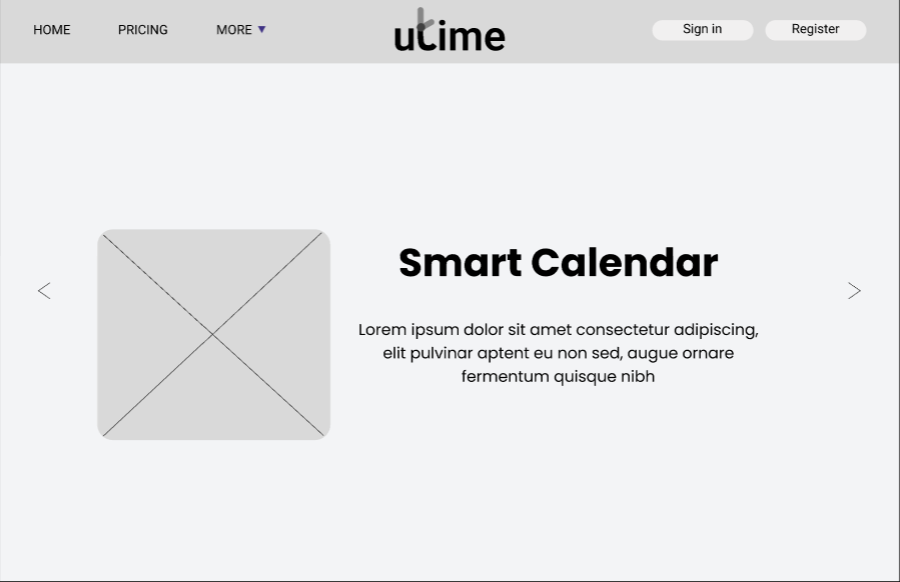 HOME
PRICING
MORE
utime
Sign in
Register
Smart Calendar
Lorem ipsum dolor sit amet consectetur adipiscing,
elit pulvinar aptent eu non sed, augue ornare
fermentum quisque nibh